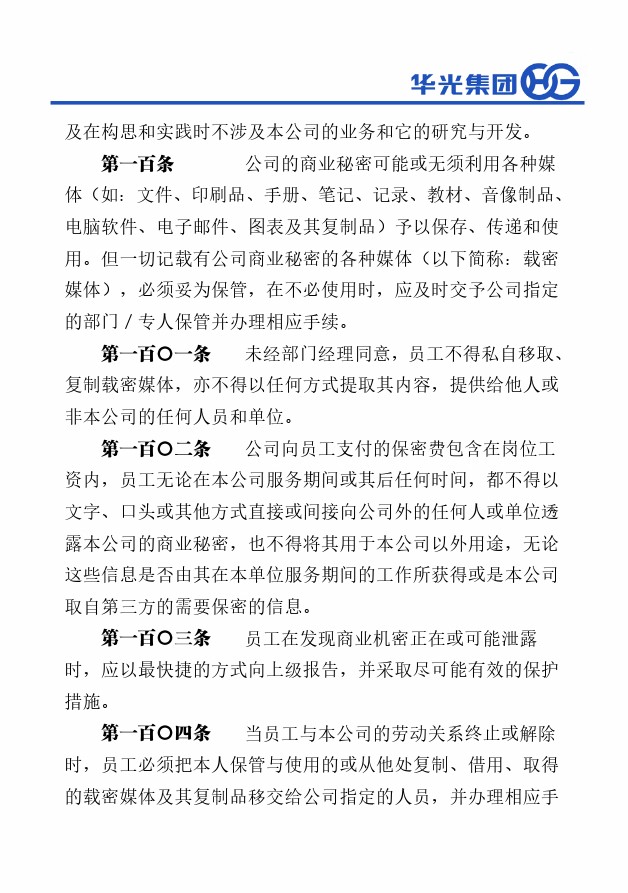 华光集团
及在构思和实践时不涉及本公司的业务和它的研究与开发。
第一百条 公司的商业秘密可能或无须利用各种媒
体（如：文件、印刷品、手册、笔记、记录、教材、音像制品、
电脑软件、电子邮件、图表及其复制品）予以保存、传递和使
用。但一切记载有公司商业秘密的各种媒体（以下简称：载密
媒体），必须妥为保管，在不必使用时，应及时交予公司指定
的部门／专人保管并办理相应手续。
第一百〇一条 未经部门经理同意，员工不得私自移取、
复制载密媒体，亦不得以任何方式提取其内容，提供给他人或
非本公司的任何人员和单位。
第一百〇二条 公司向员工支付的保密费包含在岗位工
资内，员工无论在本公司服务期间或其后任何时间，都不得以
文字、口头或其他方式直接或间接向公司外的任何人或单位透
露本公司的商业秘密，也不得将其用于本公司以外用途，无论
这些信息是否由其在本单位服务期间的工作所获得或是本公司
取自第三方的需要保密的信息。
第一百〇三条 员工在发现商业机密正在或可能泄露
时，应以最快捷的方式向上级报告，并采取尽可能有效的保护
措施。
第一百〇四条 当员工与本公司的劳动关系终止或解除
时，员工必须把本人保管与使用的或从他处复制、借用、取得
的载密媒体及其复制品移交给公司指定的人员，并办理相应手